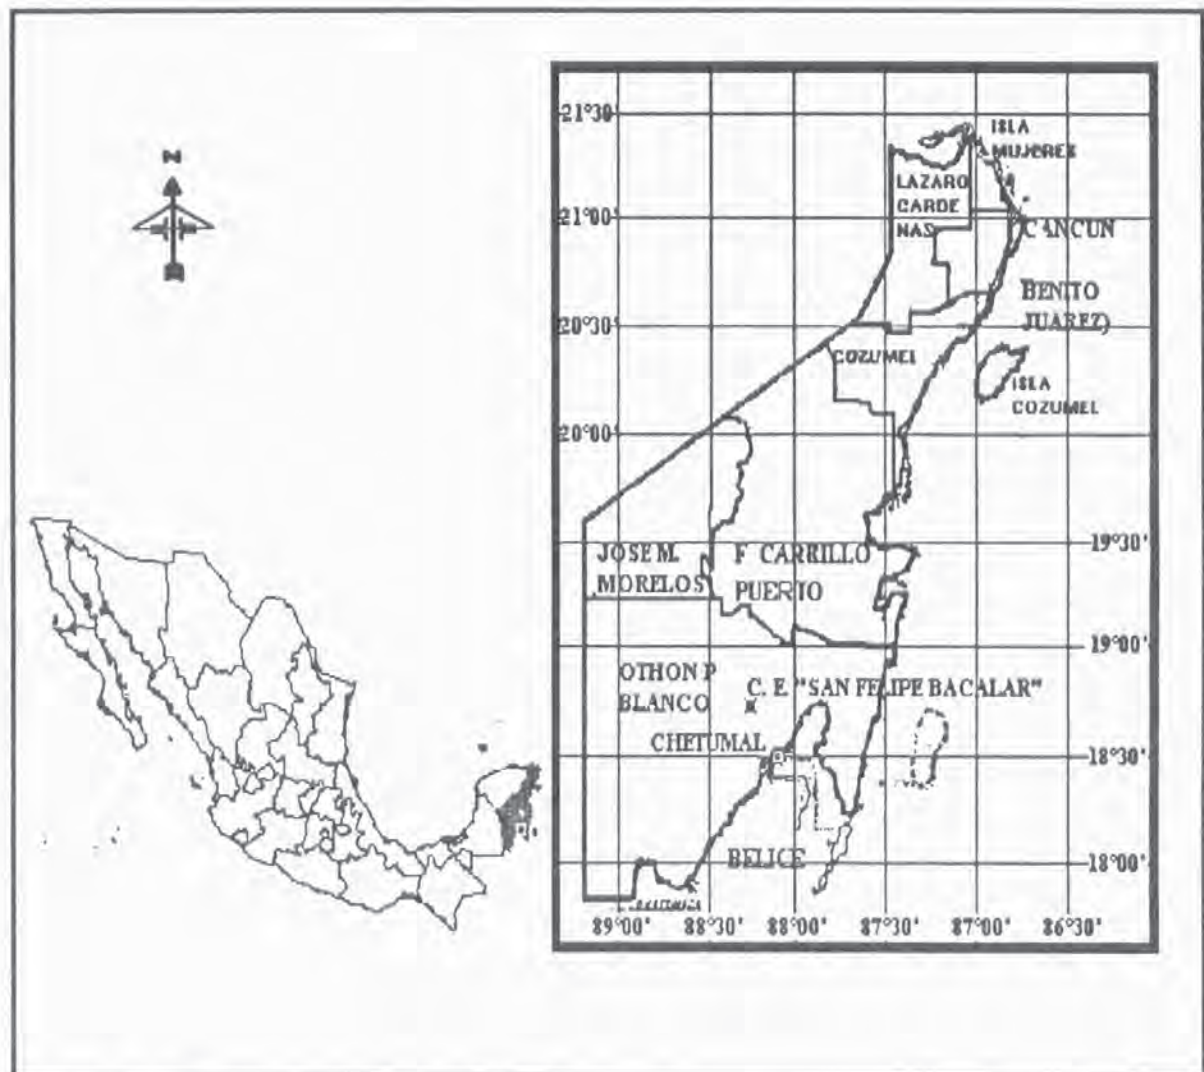 N
21°30'
ISLA
MUJERES
LAZARO
CARDE
NAS
21°00'
CANCUN
BENITO
JUAREZ)
20°30'
COZUMEL
ISLA
COZUMEL
20°00'
19°30'
JOSE M.
MORELOS
F CARRILLO
PUERTO
19°00'
OTHON P
BLANCO
C. E. "SAN FELIPE BACALAR"
CHETUMAL
18°30'
BELICE
18°00'
89°00' 88°30' 88°00' 87°30' 87°00' 86°30'